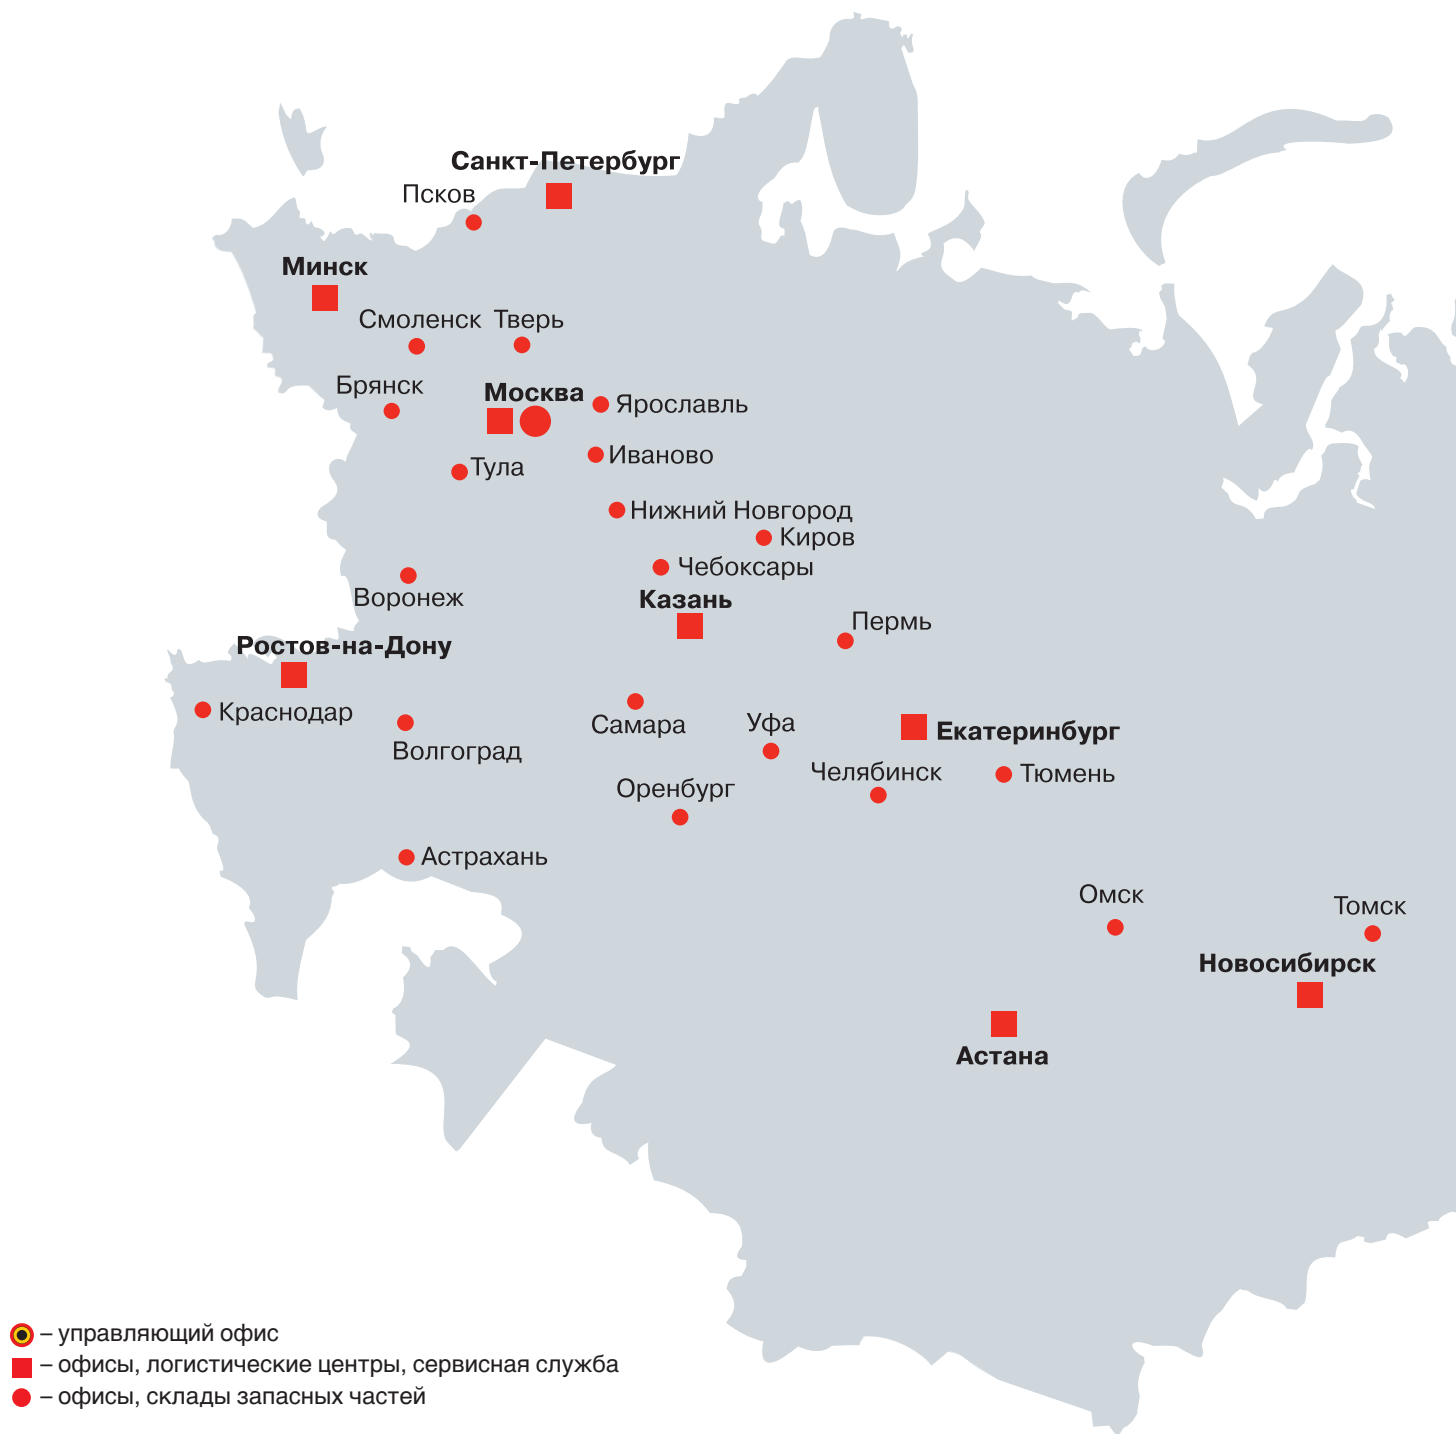 Санкт-Петербург
Псков
Минск
Смоленск
Тверь
Брянск
Москва
Ярославль
Иваново
Тула
Нижний Новгород
Киров
Чебоксары
Воронеж
Казань
Пермь
Ростов-на-Дону
Краснодар
Самара
Уфа
Екатеринбург
Волгоград
Челябинск
Тюмень
Оренбург
Астрахань
Омск
Томск
Новосибирск
Астана
– управляющий офис
– офисы, логистические центры, сервисная служба
– офисы, склады запасных частей